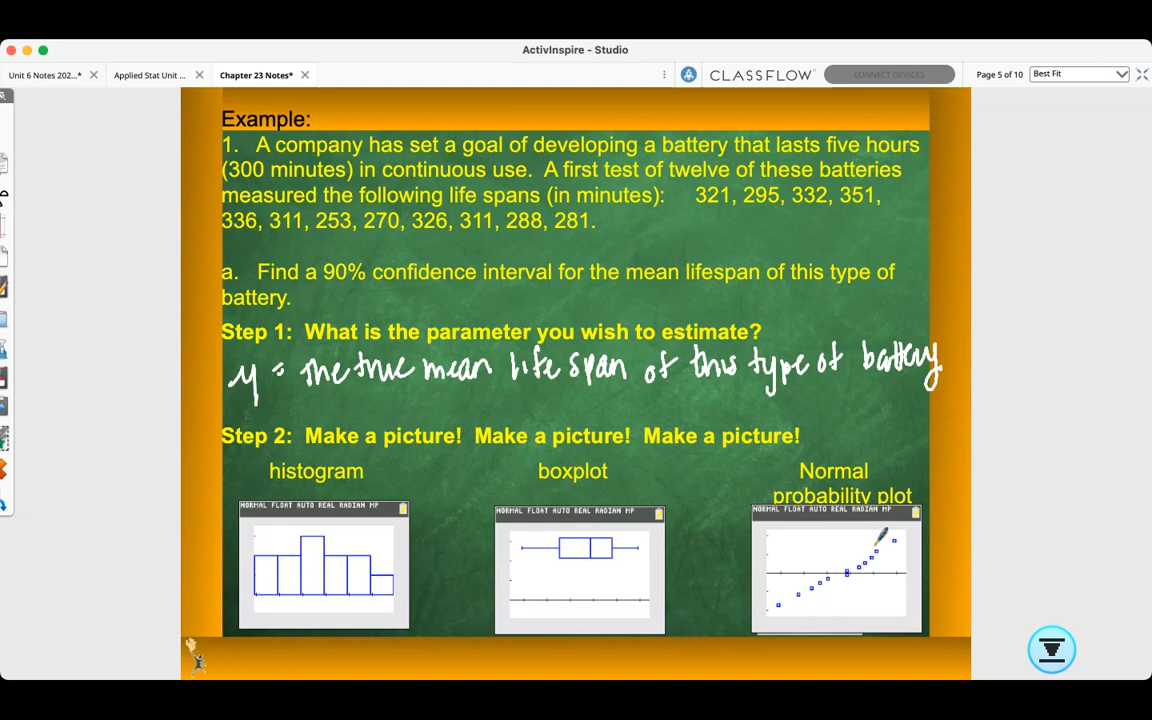 ActivInspire - Studio
Unit 6 Notes 202...*
Applied Stat Unit ...
Chapter 23 Notes*
CLASSFLOW
CONNECT DEVICES
Page 5 of 10
Best Fit
Example:
1. A company has set a goal of developing a battery that lasts five hours
(300 minutes) in continuous use. A first test of twelve of these batteries
measured the following life spans (in minutes): 321, 295, 332, 351,
336, 311, 253, 270, 326, 311, 288, 281.
a. Find a 90% confidence interval for the mean lifespan of this type of
battery.
Step 1: What is the parameter you wish to estimate?
μ = the true mean life span of this type of battery
Step 2: Make a picture! Make a picture! Make a picture!
histogram
boxplot
Normal
probability plot
NORMAL FLOAT AUTO REAL RADIAN MP
NORMAL FLOAT AUTO REAL RADIAN MP
NORMAL FLOAT AUTO REAL RADIAN MP